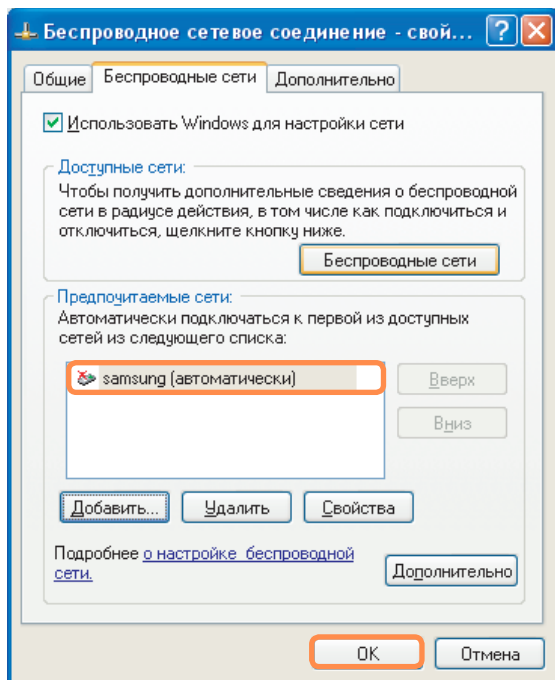 Беспроводное сетевое соединение - свой...
Общие
Беспроводные сети
Дополнительно
Использовать Windows для настройки сети
Доступные сети:
Чтобы получить дополнительные сведения о беспроводной
сети в радиусе действия, в том числе как подключиться и
отключиться, щелкните кнопку ниже.
Беспроводные сети
Предпочитаемые сети:
Автоматически подключаться к первой из доступных
сетей из следующего списка:
samsung (автоматически)
Вверх
Вниз
Добавить...
Удалить
Свойства
Подробнее о настройке беспроводной
сети.
Дополнительно
OK
Отмена